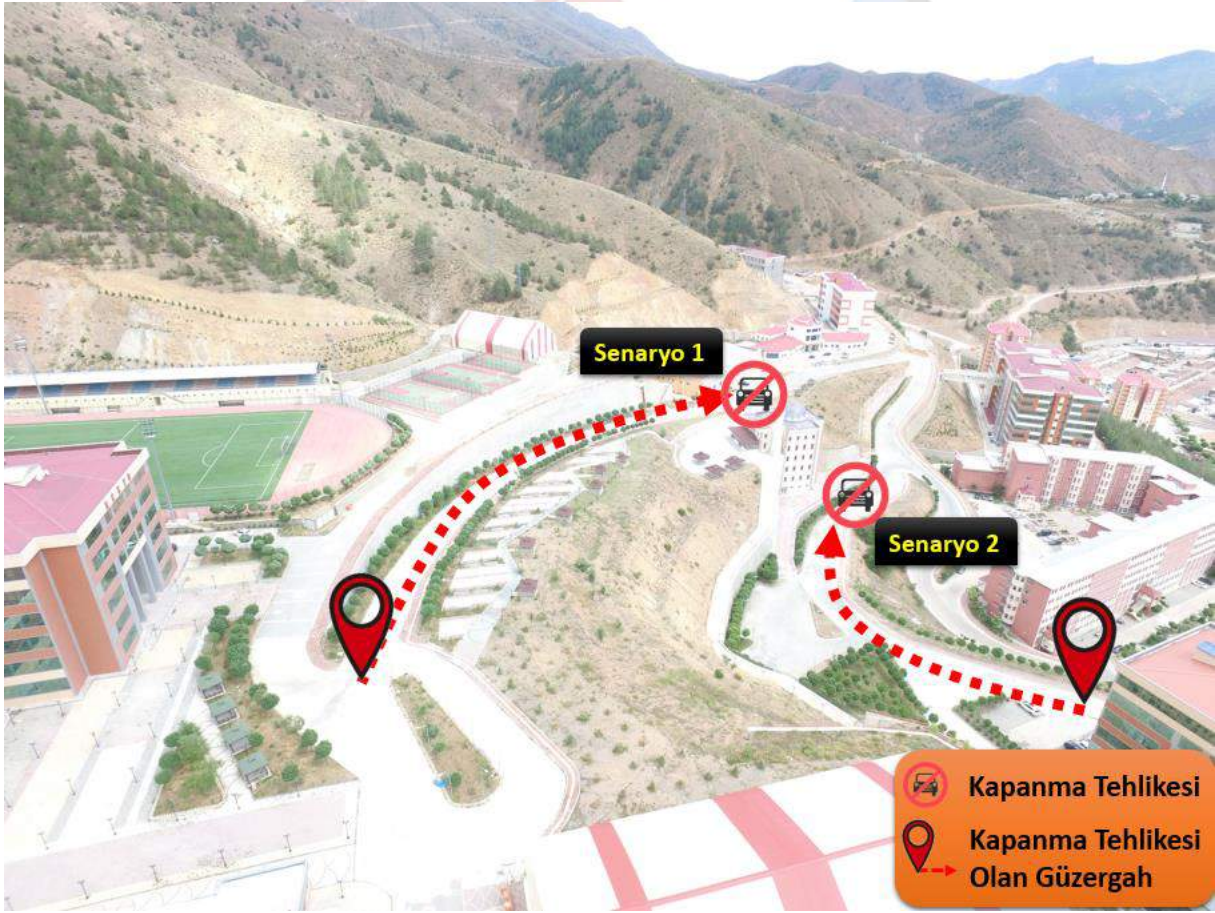 Senaryo 1
Senaryo 2
Kapanma Tehlikesi
Kapanma Tehlikesi
Olan Güzergah